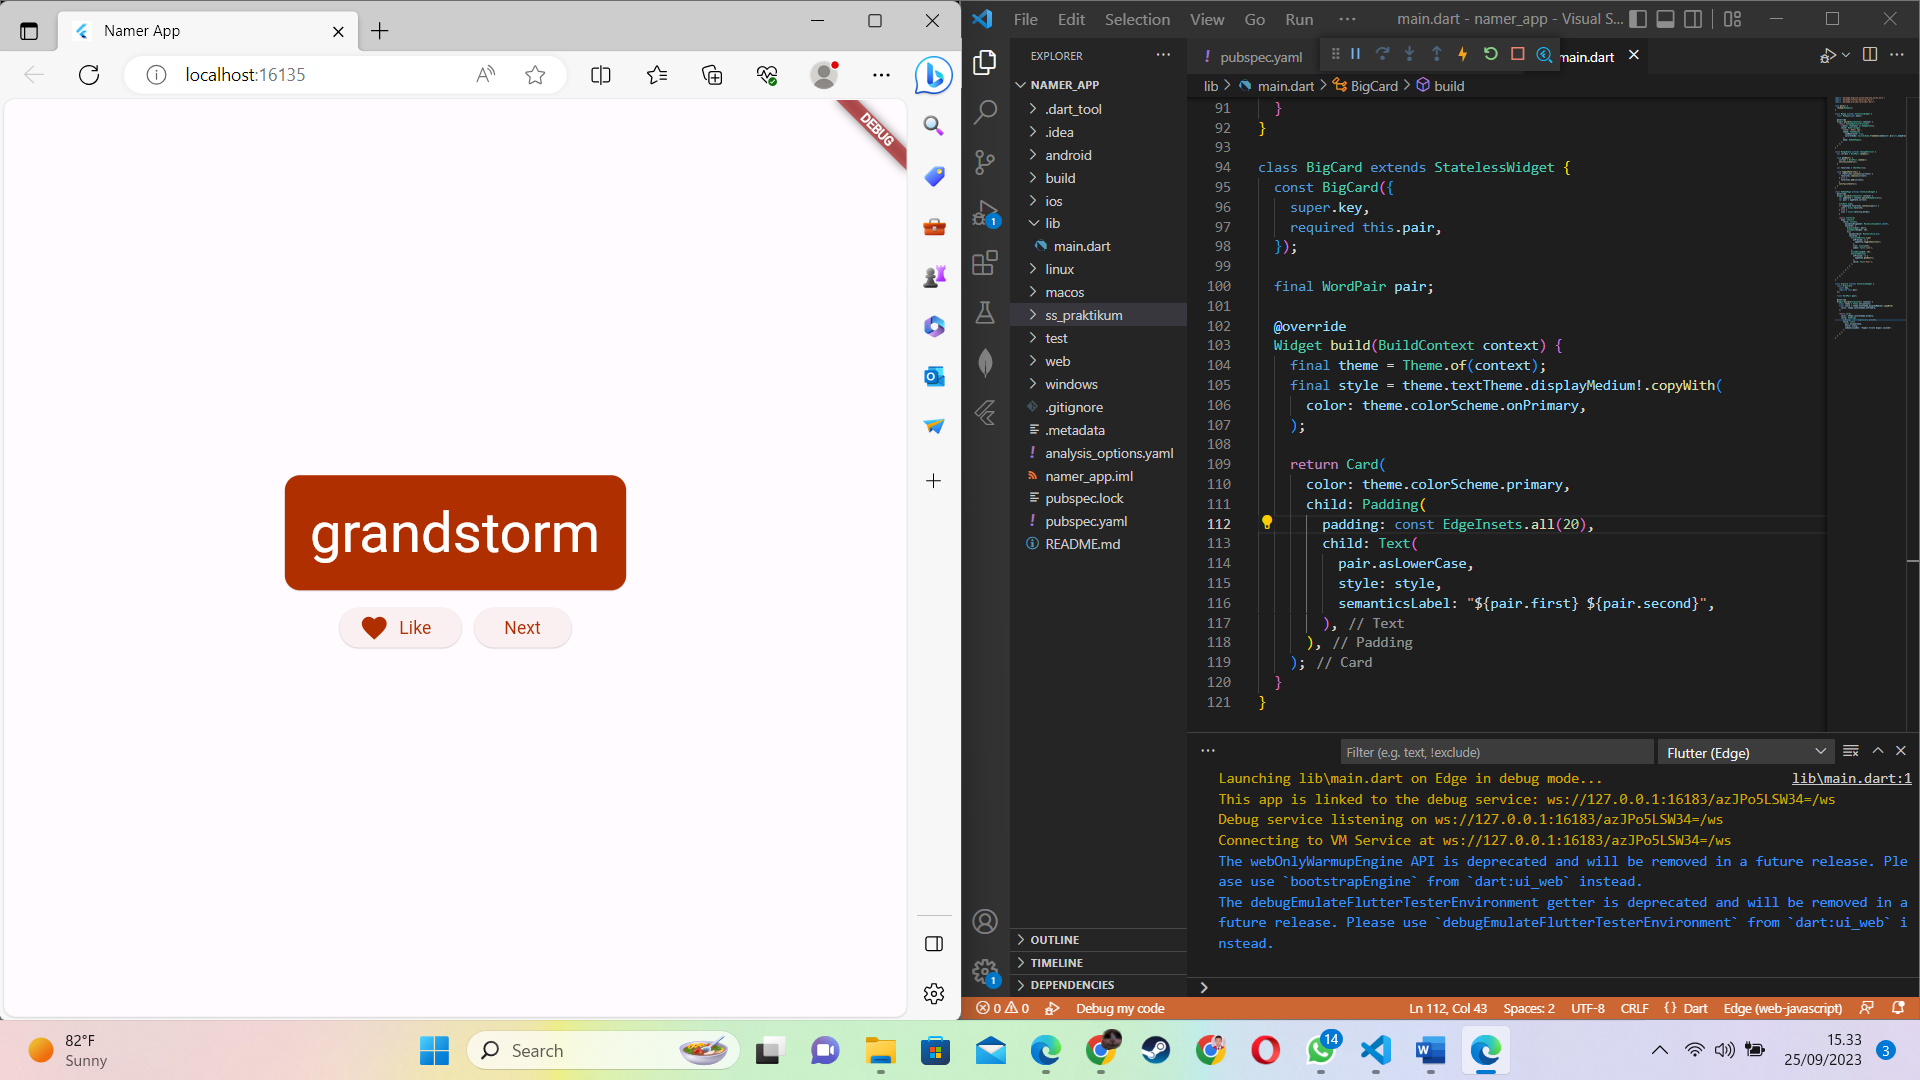 Namer App
localhost:16135
DEBUG
grandstorm
Like
Next
File Edit Selection View Go Run ··· main.dart - namer_app - Visual S...
EXPLORER
NAMER_APP
.dart_tool
.idea
android
build
ios
lib
main.dart
linux
macos
ss_praktikum
test
web
windows
.gitignore
.metadata
analysis_options.yaml
namer_app.iml
pubspec.lock
pubspec.yaml
README.md
OUTLINE
TIMELINE
DEPENDENCIES
pubspec.yaml main.dart
lib > main.dart > BigCard > build
91 }
92 }
93
94 class BigCard extends StatelessWidget {
95 const BigCard({
96 super.key,
97 required this.pair,
98 });
99
100 final WordPair pair;
101
102 @override
103 Widget build(BuildContext context) {
104 final theme = Theme.of(context);
105 final style = theme.textTheme.displayMedium!.copyWith(
106 color: theme.colorScheme.onPrimary,
107 );
108
109 return Card(
110 color: theme.colorScheme.primary,
111 child: Padding(
112 padding: const EdgeInsets.all(20),
113 child: Text(
114 pair.asLowerCase,
115 style: style,
116 semanticsLabel: "${pair.first} ${pair.second}",
117 ), // Text
118 ), // Padding
119 ); // Card
120 }
121 }
Filter (e.g. text, !exclude) Flutter (Edge)
Launching lib\main.dart on Edge in debug mode... lib\main.dart:1
This app is linked to the debug service: ws://127.0.0.1:16183/azJPo5LSW34=/ws
Debug service listening on ws://127.0.0.1:16183/azJPo5LSW34=/ws
Connecting to VM Service at ws://127.0.0.1:16183/azJPo5LSW34=/ws
The webOnlyWarmupEngine API is deprecated and will be removed in a future release. Ple
ase use `bootstrapEngine` from `dart:ui_web` instead.
The debugEmulateFlutterTesterEnvironment getter is deprecated and will be removed in a
future release. Please use `debugEmulateFlutterTesterEnvironment` from `dart:ui_web` i
nstead.
1
1
0 0 Debug my code Ln 112, Col 43 Spaces: 2 UTF-8 CRLF {} Dart Edge (web-javascript)
82°F
Sunny
Search
14
15.33
25/09/2023
3